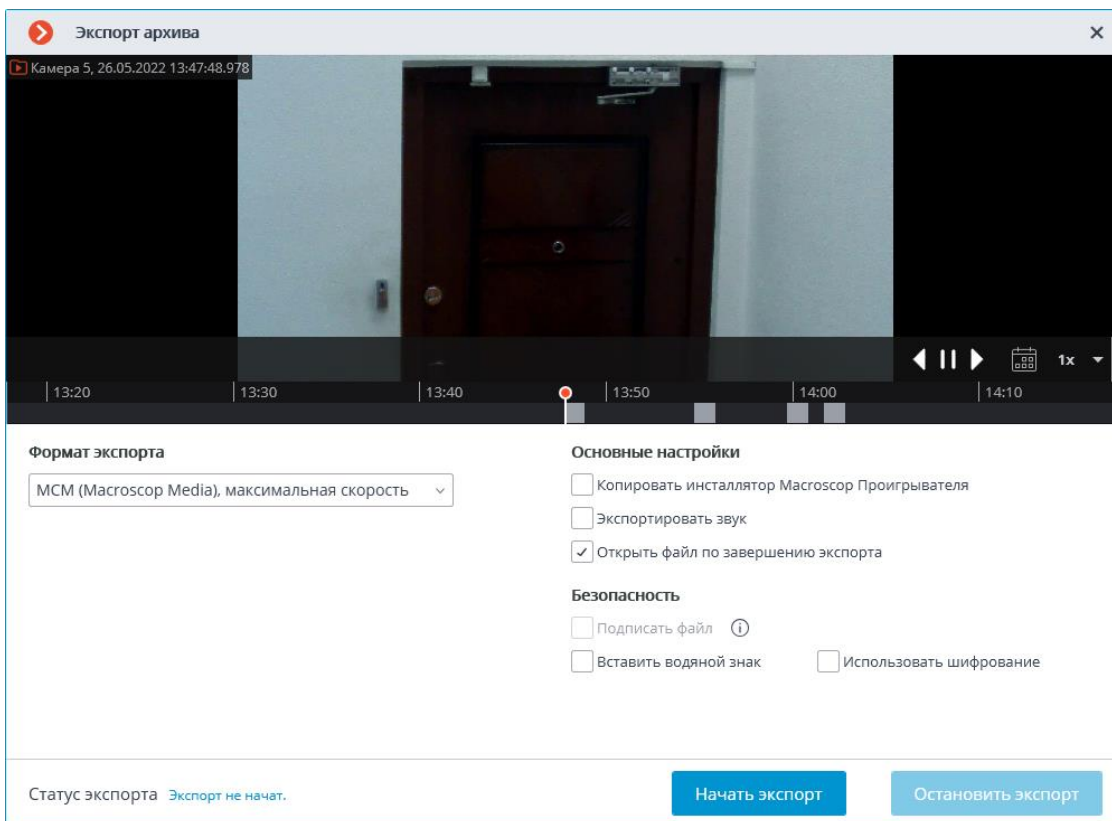 Экспорт архива
Камера 5, 26.05.2022 13:47:48.978
1x
13:20 13:30 13:40 13:50 14:00 14:10
Формат экспорта
MCM (Macroscop Media), максимальная скорость
Основные настройки
Копировать инсталлятор Macroscop Проигрывателя
Экспортировать звук
Открыть файл по завершению экспорта
Безопасность
Подписать файл
Вставить водяной знак Использовать шифрование
Статус экспорта Экспорт не начат.
Начать экспорт Остановить экспорт